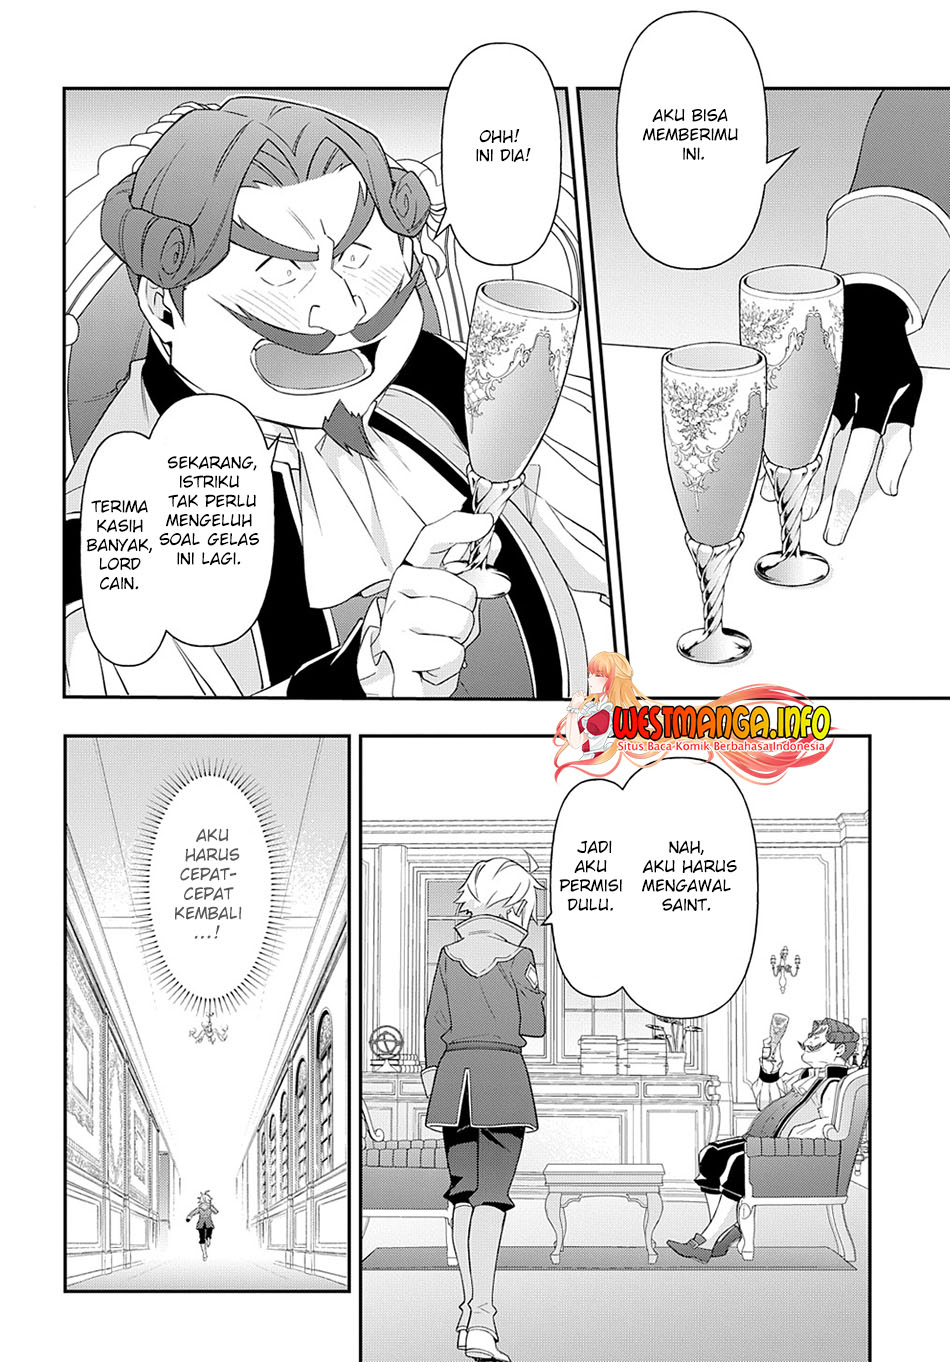 AKU BISA
MEMBERIMU
INI.
OHH!
INI DIA!
SEKARANG,
ISTRIKU
TAK PERLU
MENGELUH
SOAL GELAS
INI LAGI.
TERIMA
KASIH
BANYAK,
LORD
CAIN.
WESTMANGA.INFO
Situs Baca Komik Berbahasa Indonesia
NAH,
AKU HARUS
MENGAWAL
SAINT.
JADI
AKU
PERMISI
DULU.
AKU
HARUS
CEPAT-
CEPAT
KEMBALI
...!